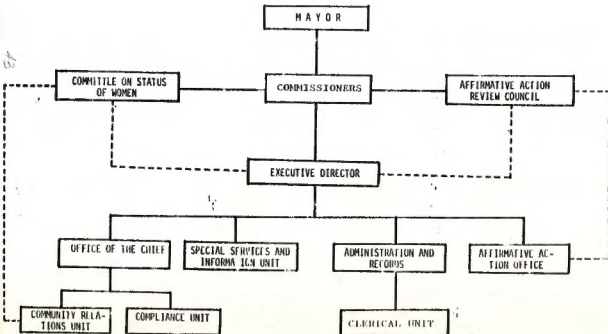 MAYOR
COMMITTLE ON STATUS
OF WOMEN
COMMISSIONERS
AFFIRMATIVE ACTION
REVIEW COUNCIL
EXECUTIVE DIRECTOR
OFFICE OF THE CHIEF
SPECIAL SERVICES AND
INFORMATION UNIT
ADMINISTRATION AND
RECORDS
AFFIRMATIVE AC-
TION OFFICE
COMMUNITY RELA-
TIONS UNIT
COMPLIANCE UNIT
CLERICAL UNIT